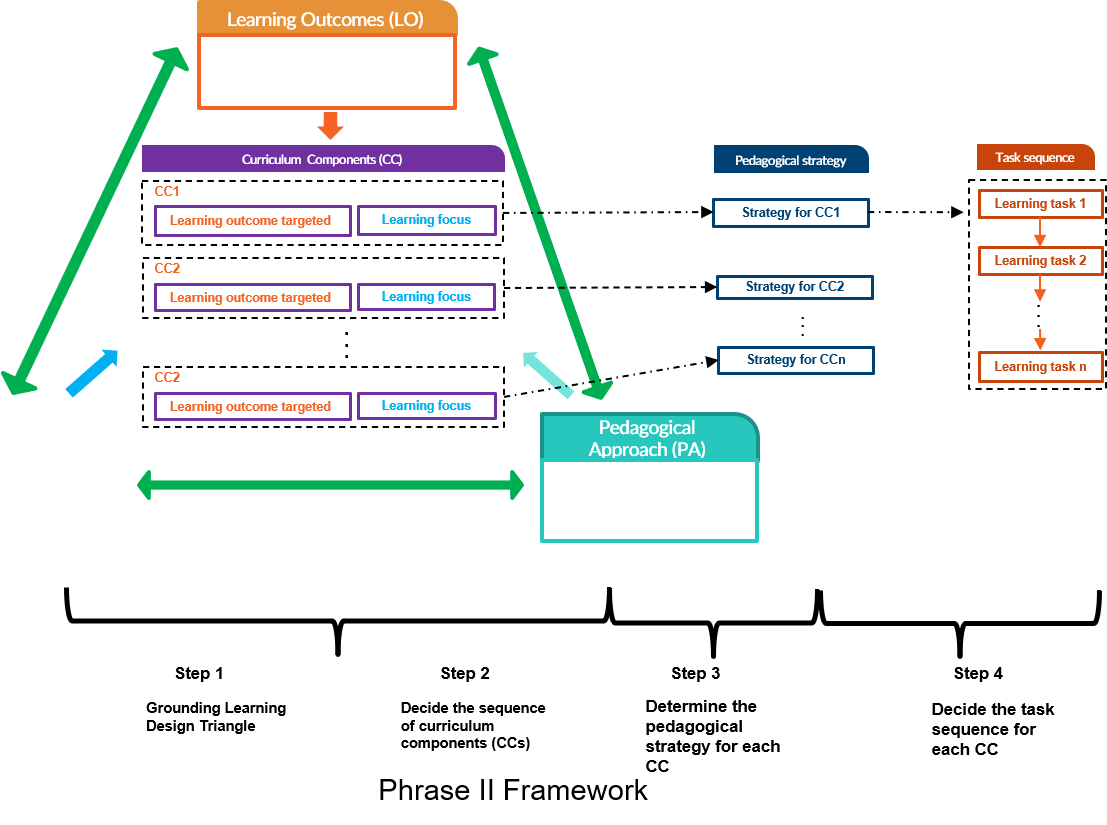 Learning Outcomes (LO)
Curriculum Components (CC)
Pedagogical strategy
Task sequence
CC1
Learning outcome targeted
Learning focus
Strategy for CC1
Learning task 1
CC2
Learning outcome targeted
Learning focus
Strategy for CC2
Learning task 2
CC2
Learning outcome targeted
Learning focus
Strategy for CCn
Learning task n
Pedagogical
Approach (PA)
Step 1
Grounding Learning
Design Triangle
Step 2
Decide the sequence
of curriculum
components (CCs)
Step 3
Determine the
pedagogical
strategy for each
CC
Step 4
Decide the task
sequence for
each CC
Phrase II Framework